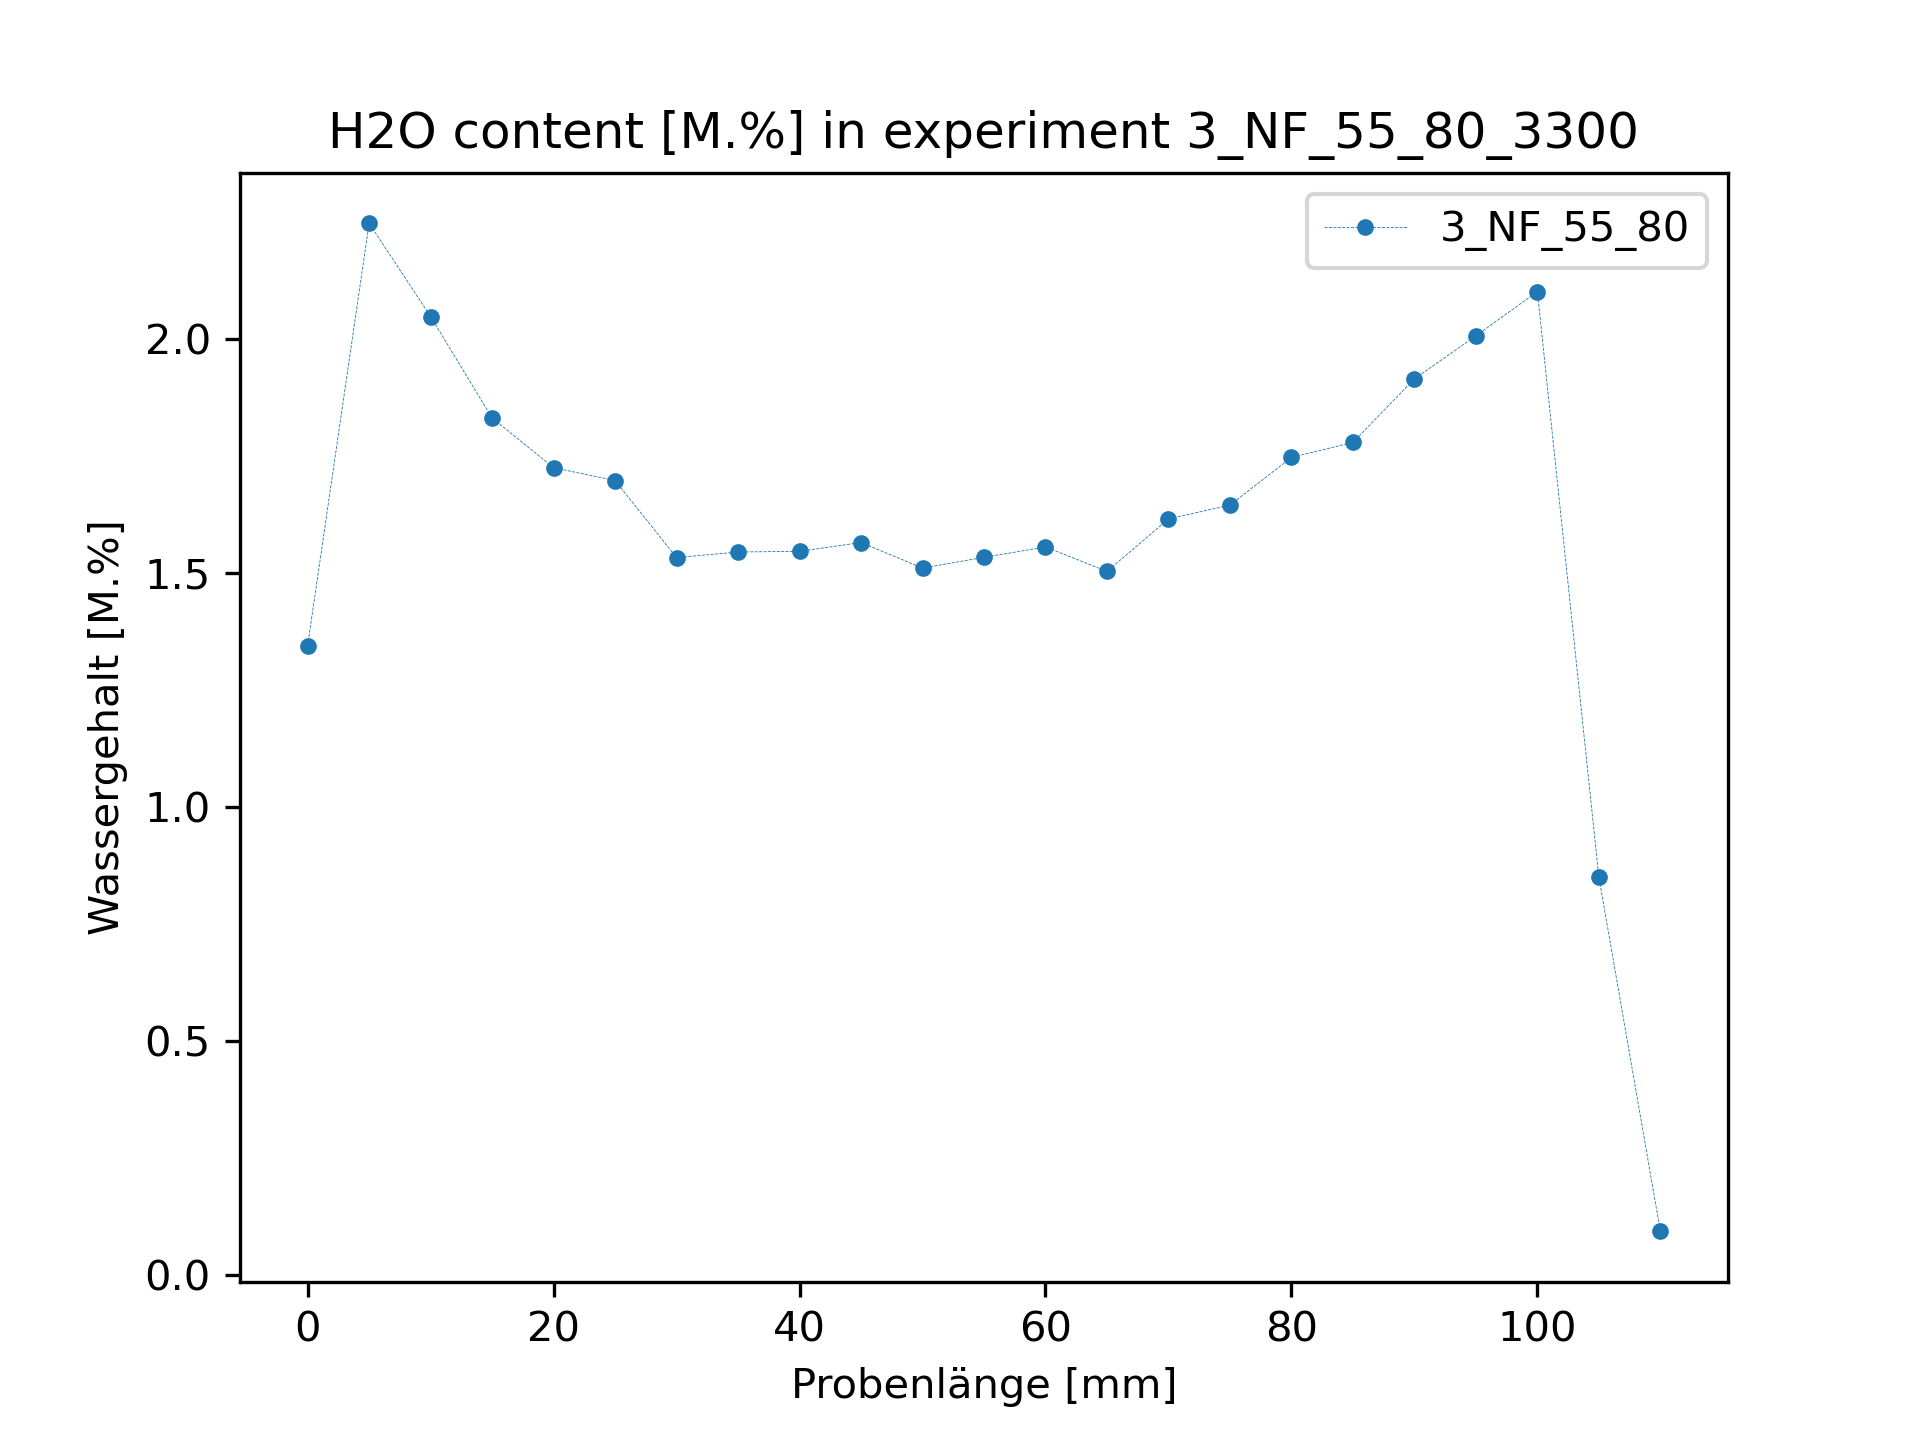 H2O content [M.%] in experiment 3_NF_55_80_3300
3_NF_55_80
2.0
1.5
1.0
0.5
0.0
Wassergehalt [M.%]
0 20 40 60 80 100
Probenlänge [mm]